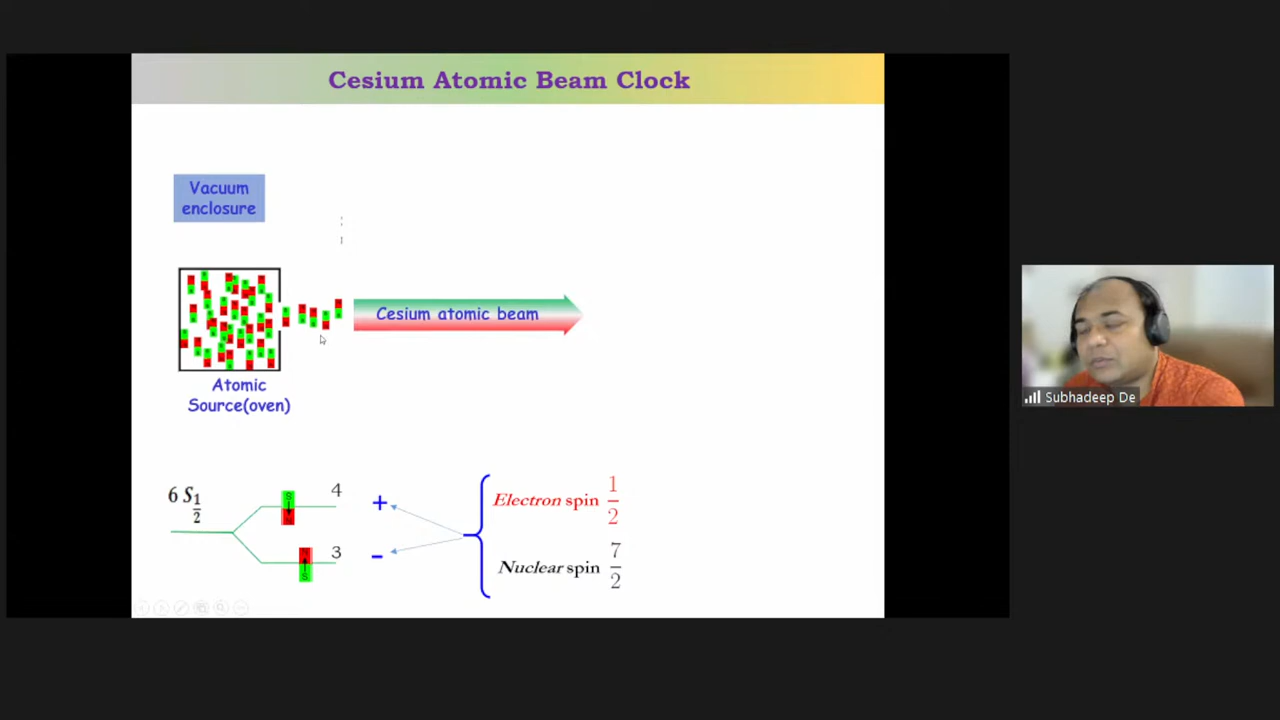 Cesium Atomic Beam Clock
Vacuum
enclosure
Cesium atomic beam
Atomic
Source(oven)
6 S 1/2
4
+
3
-
Electron spin 1/2
Nuclear spin 7/2
S
N
N
S
Subhadeep De